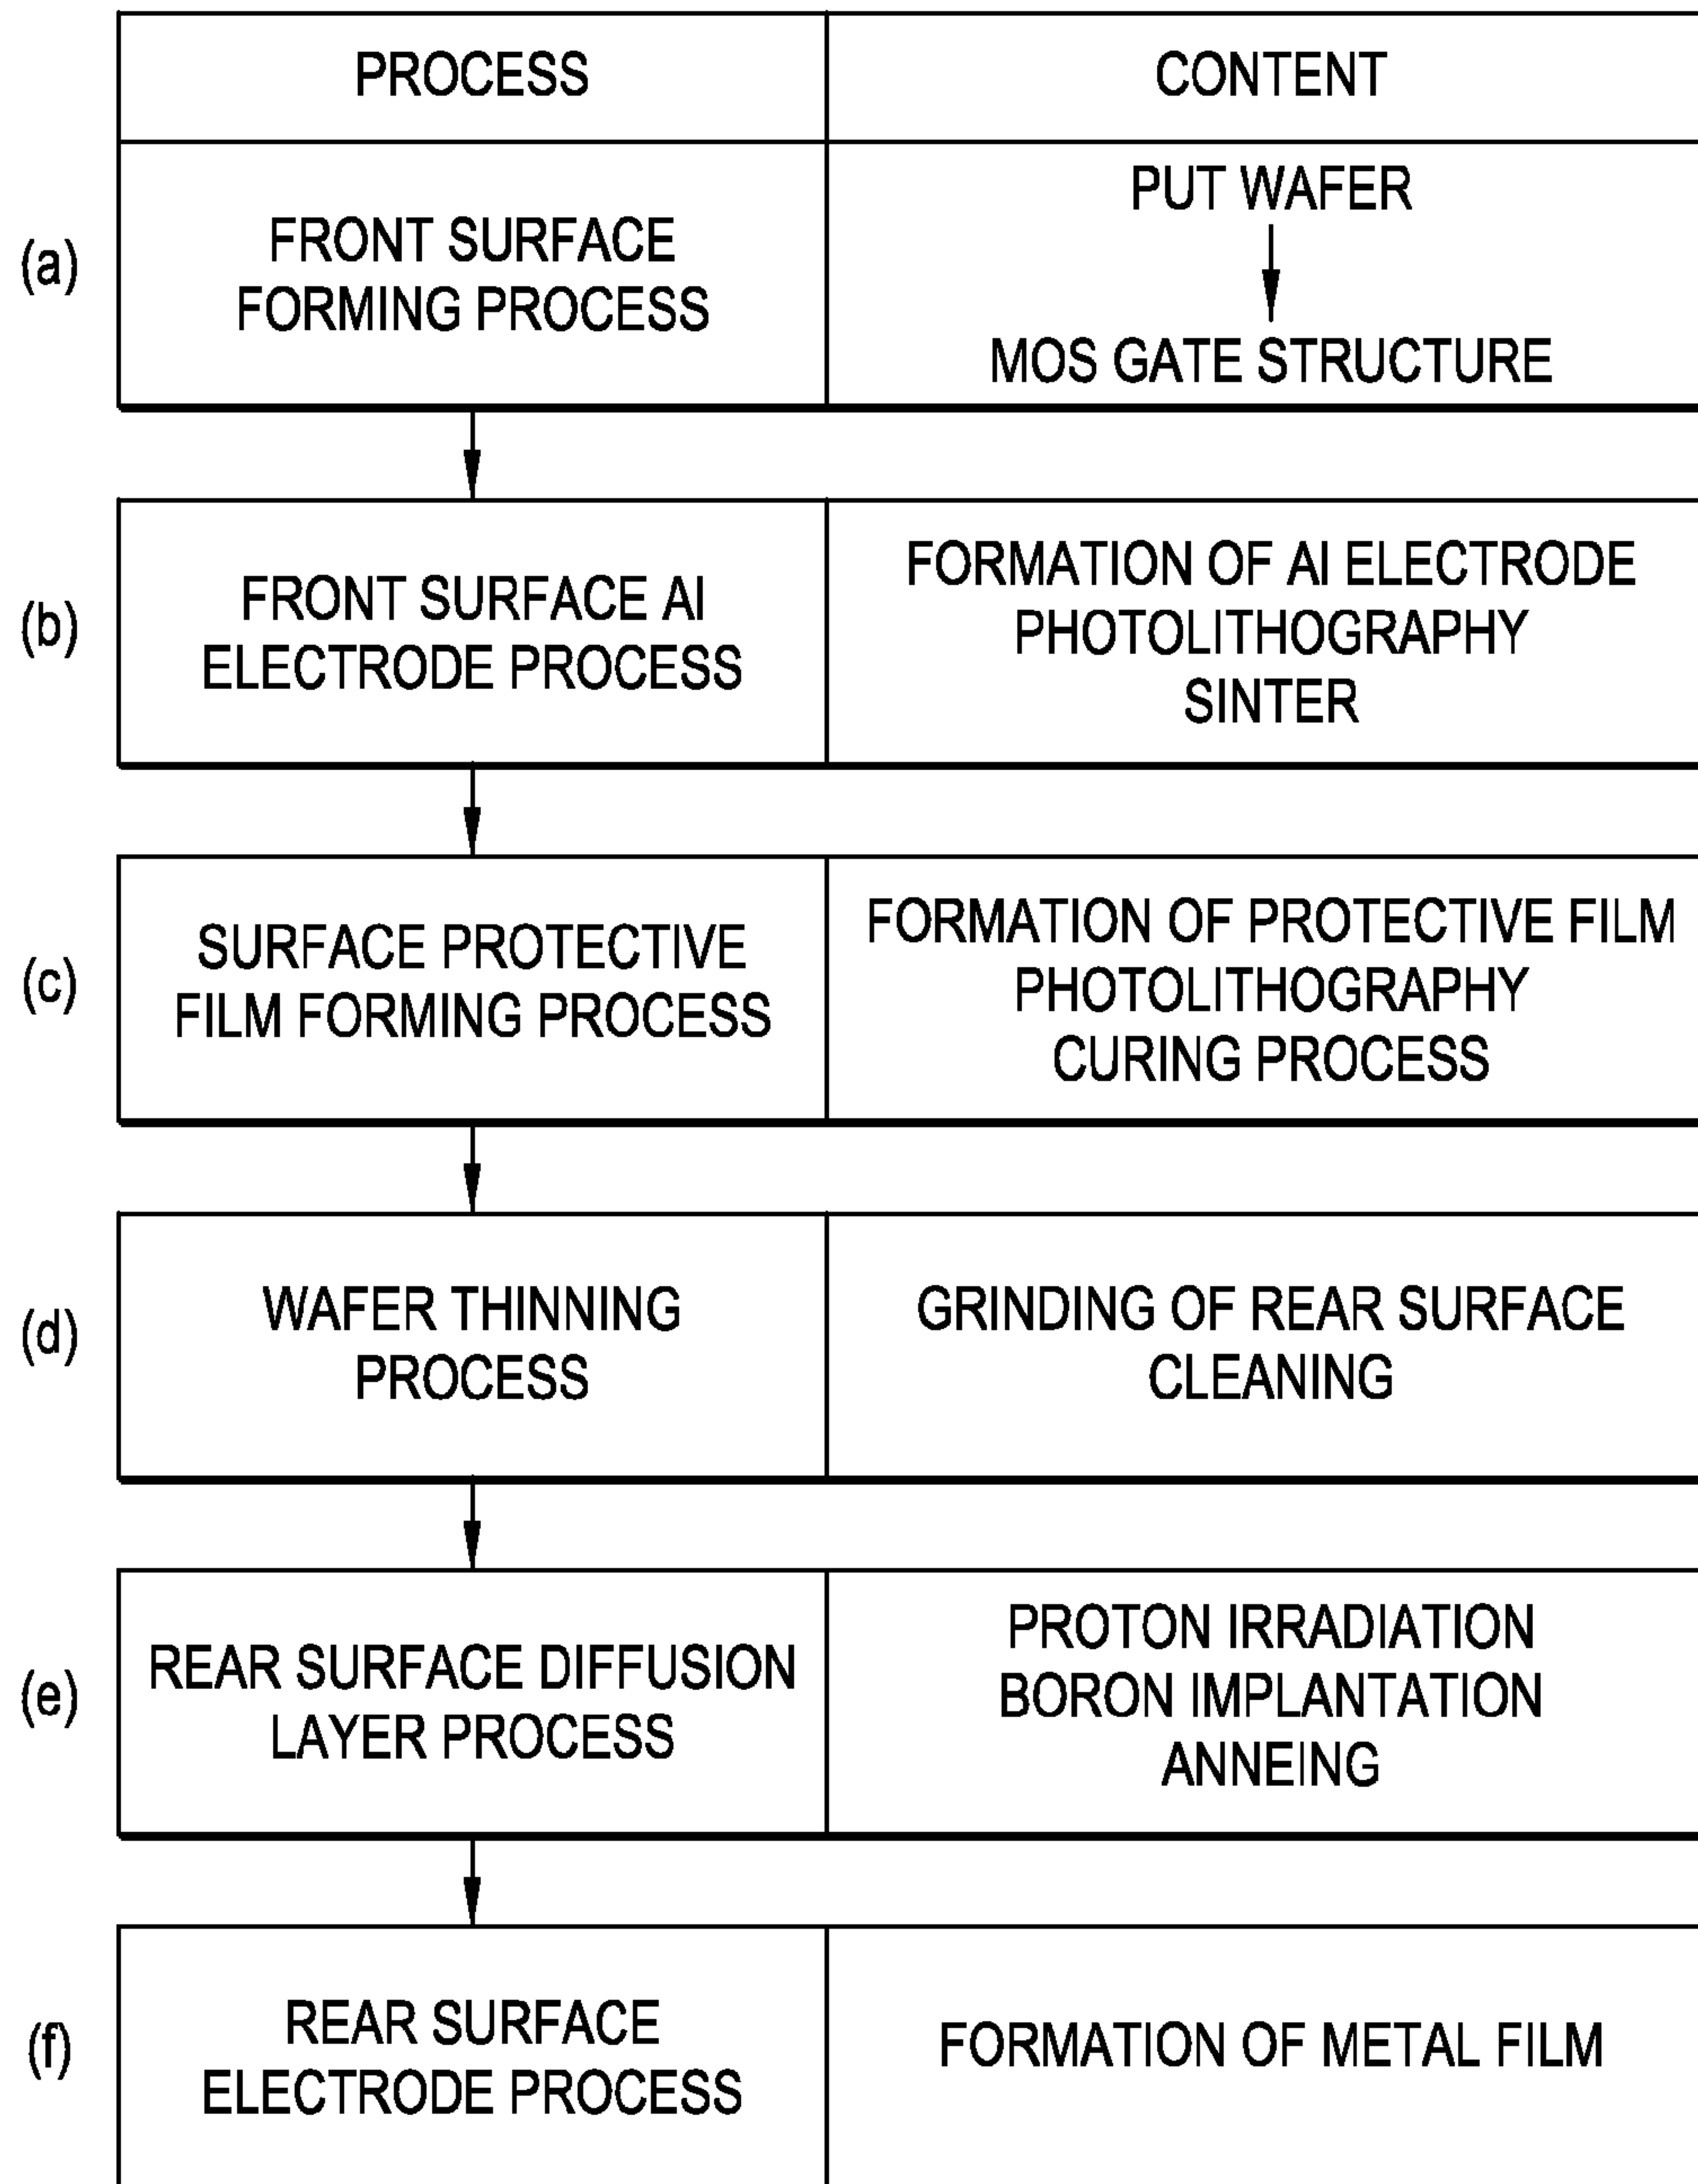 PROCESS
CONTENT
(a)
FRONT SURFACE
FORMING PROCESS
PUT WAFER
MOS GATE STRUCTURE
(b)
FRONT SURFACE Al
ELECTRODE PROCESS
FORMATION OF Al ELECTRODE
PHOTOLITHOGRAPHY
SINTER
(c)
SURFACE PROTECTIVE
FILM FORMING PROCESS
FORMATION OF PROTECTIVE FILM
PHOTOLITHOGRAPHY
CURING PROCESS
(d)
WAFER THINNING
PROCESS
GRINDING OF REAR SURFACE
CLEANING
(e)
REAR SURFACE DIFFUSION
LAYER PROCESS
PROTON IRRADIATION
BORON IMPLANTATION
ANNEING
(f)
REAR SURFACE
ELECTRODE PROCESS
FORMATION OF METAL FILM